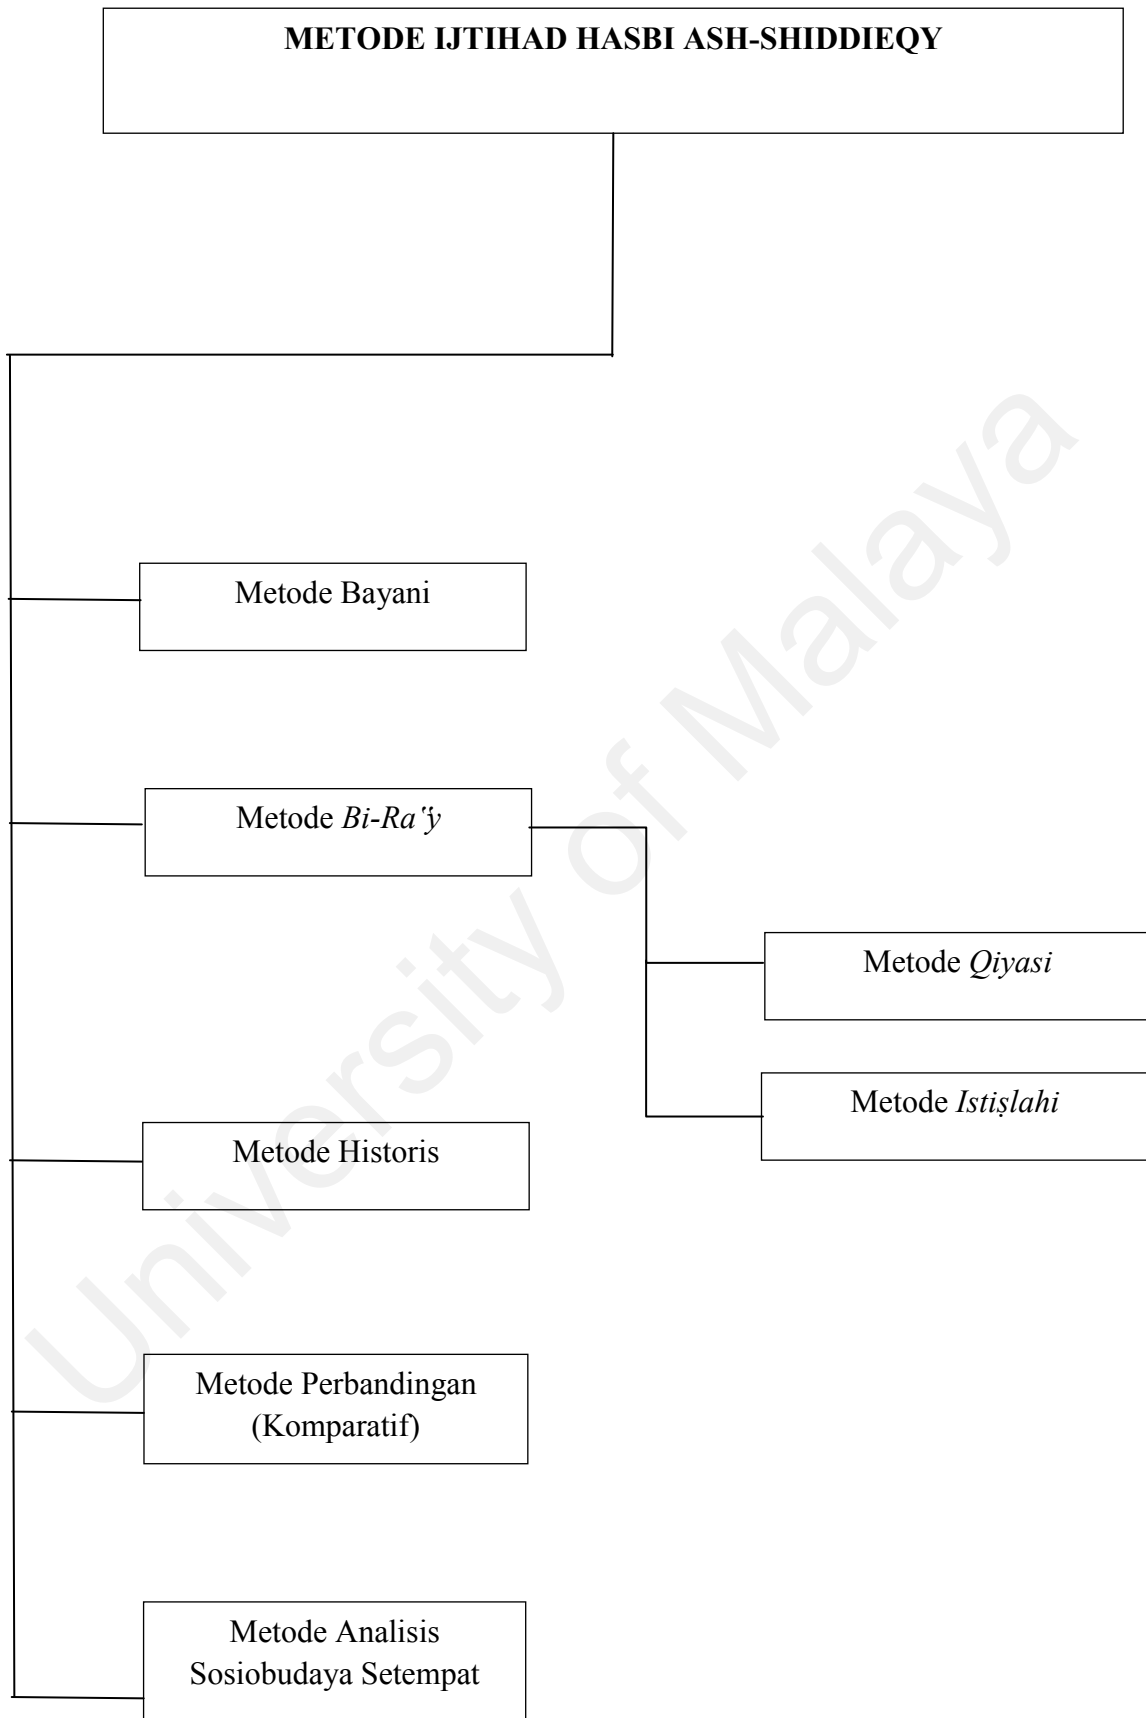 METODE IJTIHAD HASBI ASH-SHIDDIEQY
Metode Bayani
Metode Bi-Ra‛y
Metode Qiyasi
Metode Istiṣlahi
Metode Historis
Metode Perbandingan
(Komparatif)
Metode Analisis
Sosiobudaya Setempat
University of Malaya